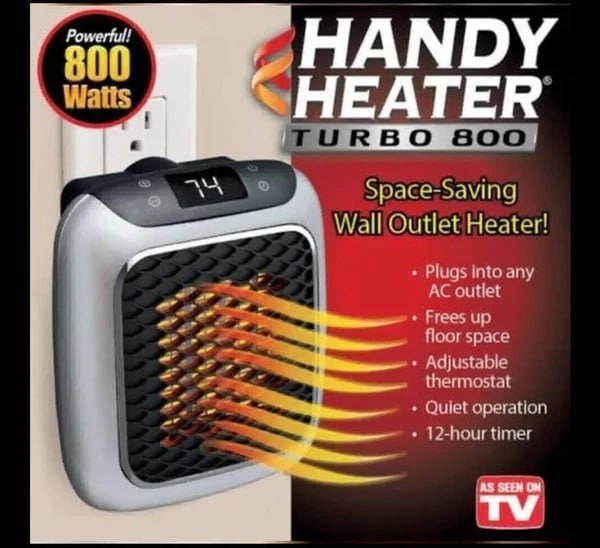 Powerful!
800
Watts
HANDY
HEATER®
TURBO 800
74
Space-Saving
Wall Outlet Heater!
• Plugs into any
AC outlet
• Frees up
floor space
• Adjustable
thermostat
• Quiet operation
• 12-hour timer
AS SEEN ON
TV